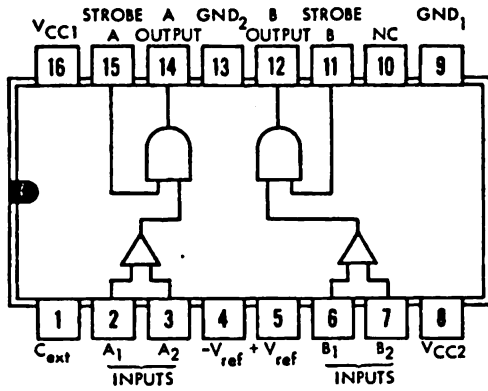 STROBE A B STROBE GND1
VCC1 A OUTPUT GND2 OUTPUT B NC
16 15 14 13 12 11 10 9
1 2 3 4 5 6 7 8
Cext A1 A2 -Vref +Vref B1 B2 VCC2
INPUTS INPUTS